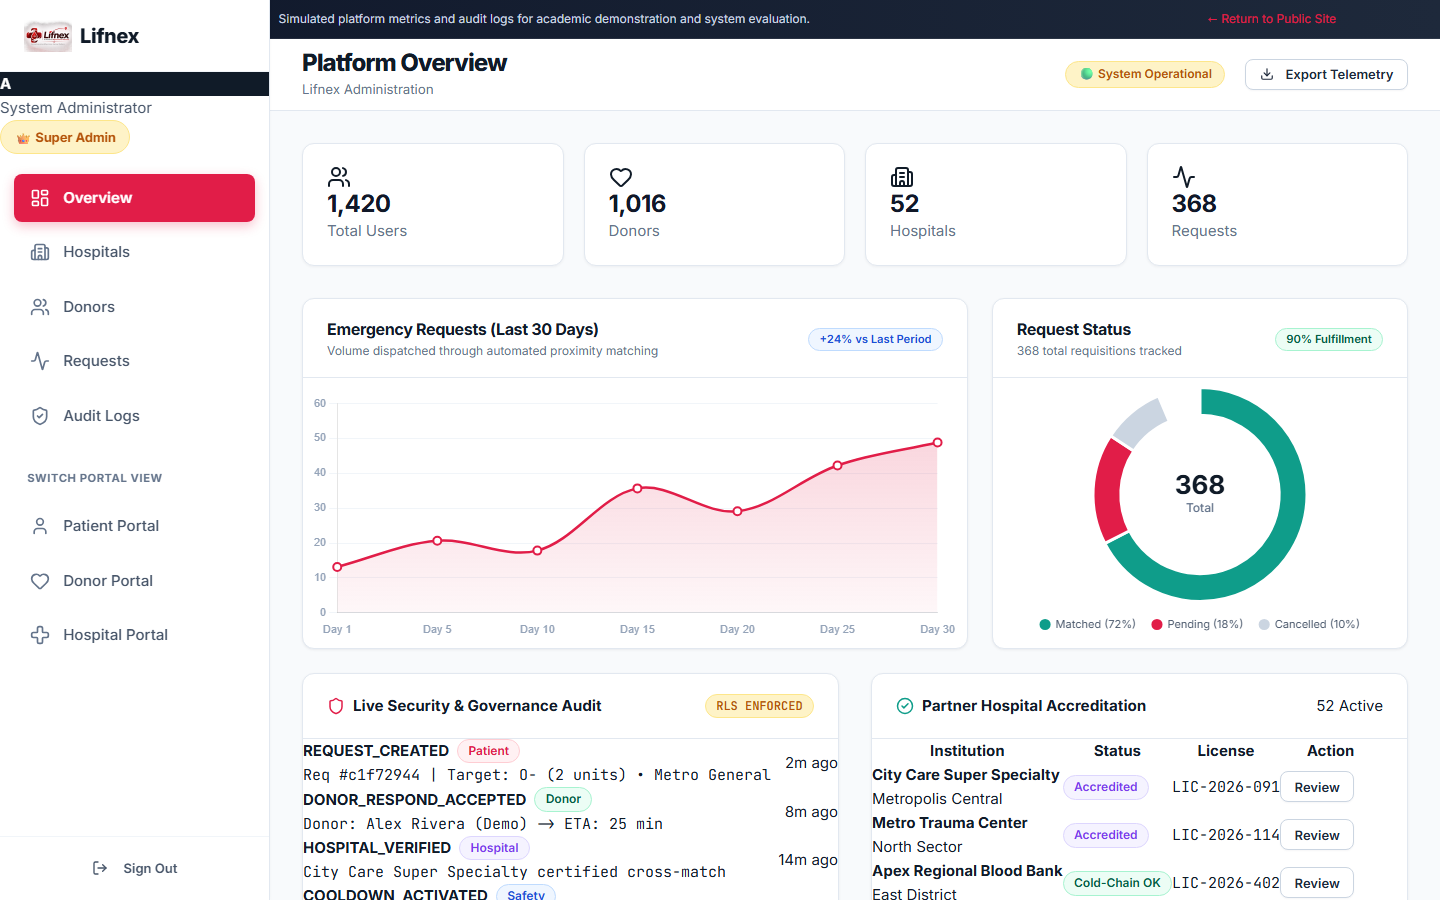 Lifnex
Lifnex
A
System Administrator
Super Admin
Overview
Hospitals
Donors
Requests
Audit Logs
SWITCH PORTAL VIEW
Patient Portal
Donor Portal
Hospital Portal
Sign Out
Simulated platform metrics and audit logs for academic demonstration and system evaluation.
← Return to Public Site
Platform Overview
Lifnex Administration
System Operational
Export Telemetry
1,420
Total Users
1,016
Donors
52
Hospitals
368
Requests
Emergency Requests (Last 30 Days)
Volume dispatched through automated proximity matching
+24% vs Last Period
60
50
40
30
20
10
0
Day 1 Day 5 Day 10 Day 15 Day 20 Day 25 Day 30
Request Status
368 total requisitions tracked
90% Fulfillment
368
Total
Matched (72%) Pending (18%) Cancelled (10%)
Live Security & Governance Audit
RLS ENFORCED
REQUEST_CREATED Patient
Req #c1f72944 | Target: O- (2 units) • Metro General
2m ago
DONOR_RESPOND_ACCEPTED Donor
Donor: Alex Rivera (Demo) → ETA: 25 min
8m ago
HOSPITAL_VERIFIED Hospital
City Care Super Specialty certified cross-match
14m ago
COOLDOWN_ACTIVATED Safety
Partner Hospital Accreditation
52 Active
Institution Status License Action
City Care Super Specialty
Metropolis Central
Accredited LIC-2026-091 Review
Metro Trauma Center
North Sector
Accredited LIC-2026-114 Review
Apex Regional Blood Bank
East District
Cold-Chain OK LIC-2026-402 Review